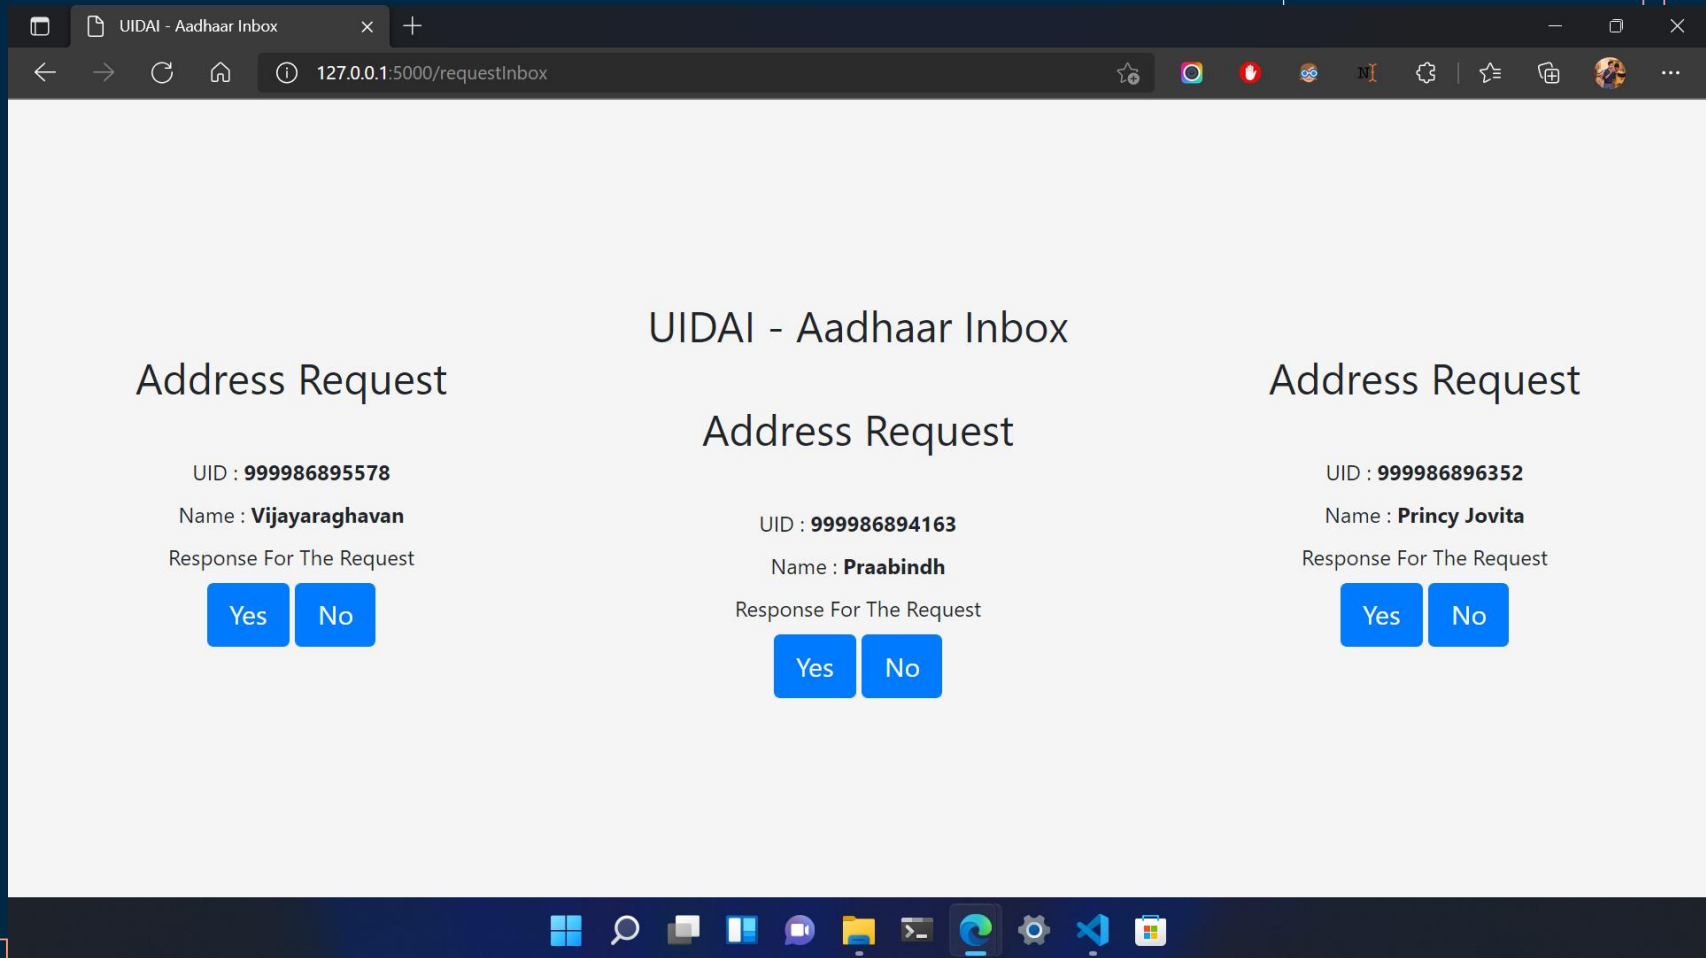 UIDAI - Aadhaar Inbox
127.0.0.1:5000/requestInbox
UIDAI - Aadhaar Inbox
Address Request
UID : 999986895578
Name : Vijayaraghavan
Response For The Request
Yes No
Address Request
UID : 999986894163
Name : Praabindh
Response For The Request
Yes No
Address Request
UID : 999986896352
Name : Princy Jovita
Response For The Request
Yes No